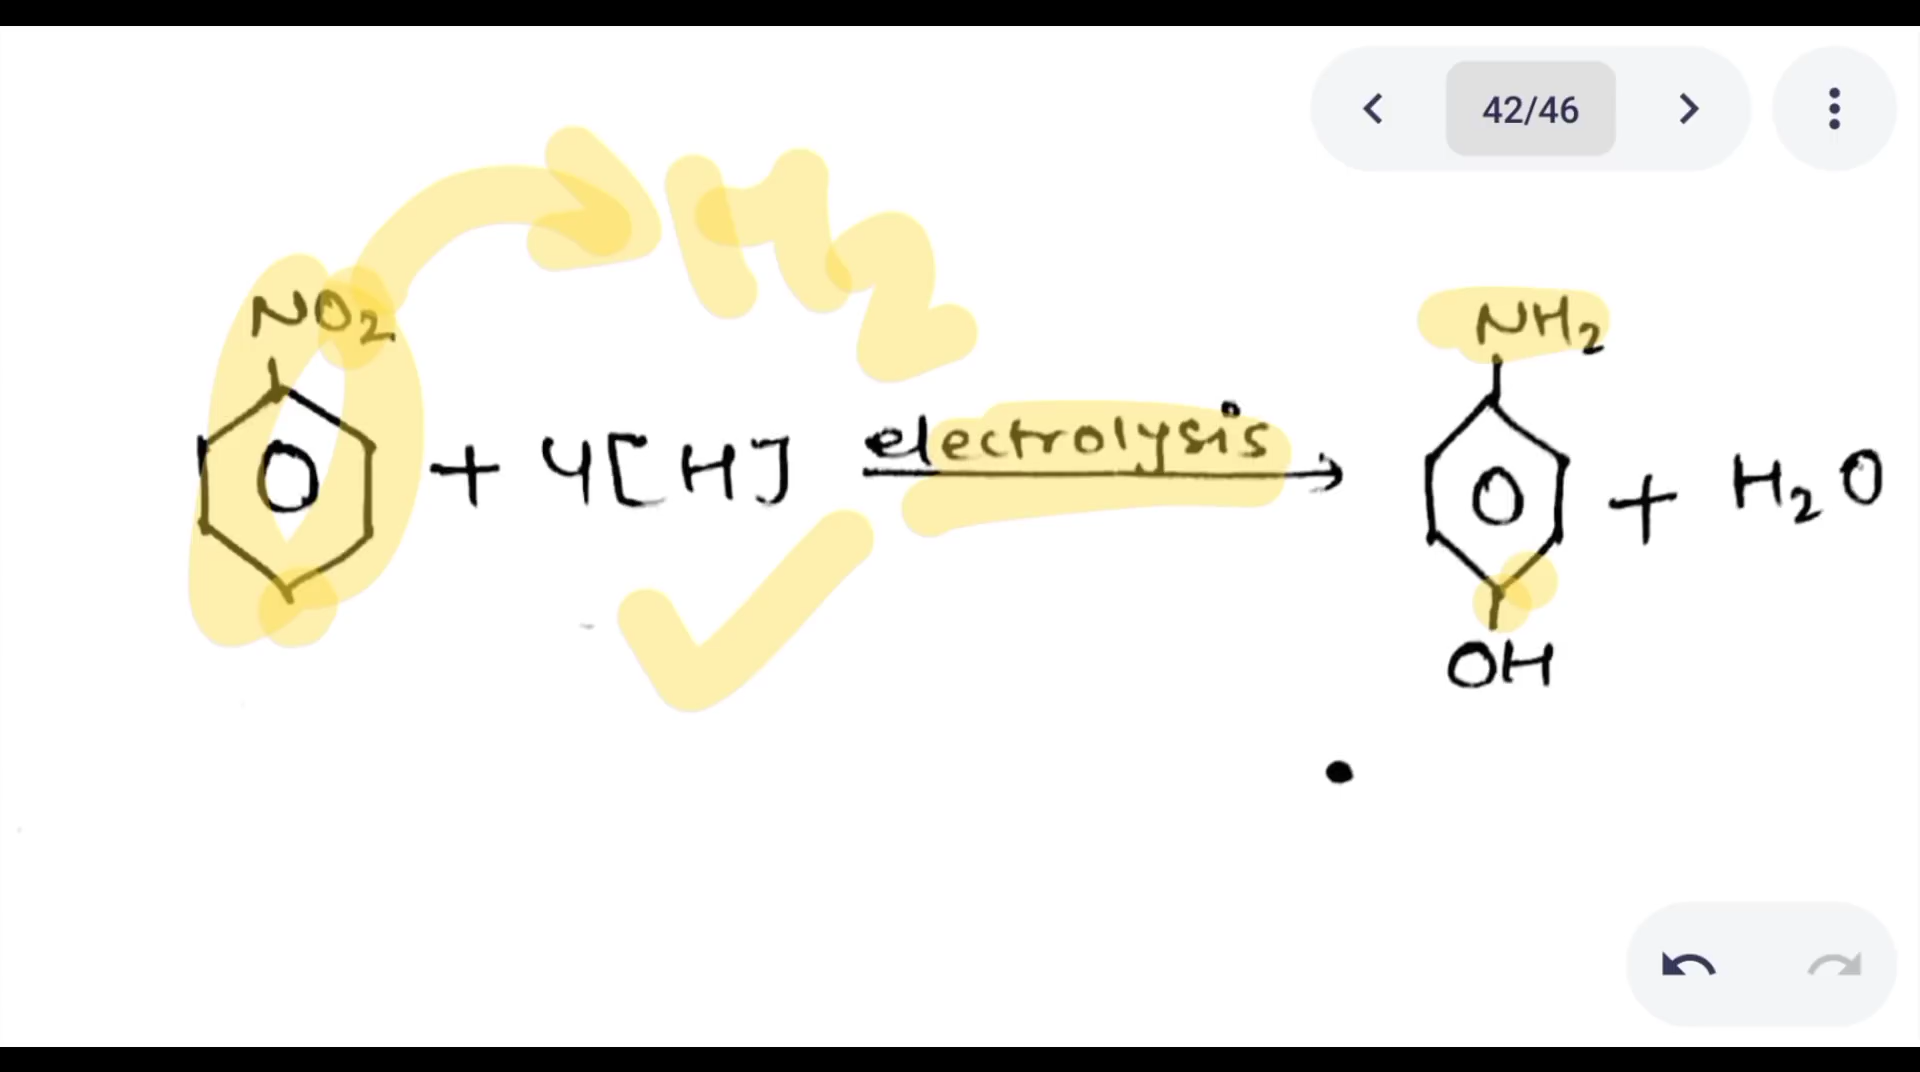 42/46
H2
NO2
NH2
+ 4[H] electrolysis + H2O
OH